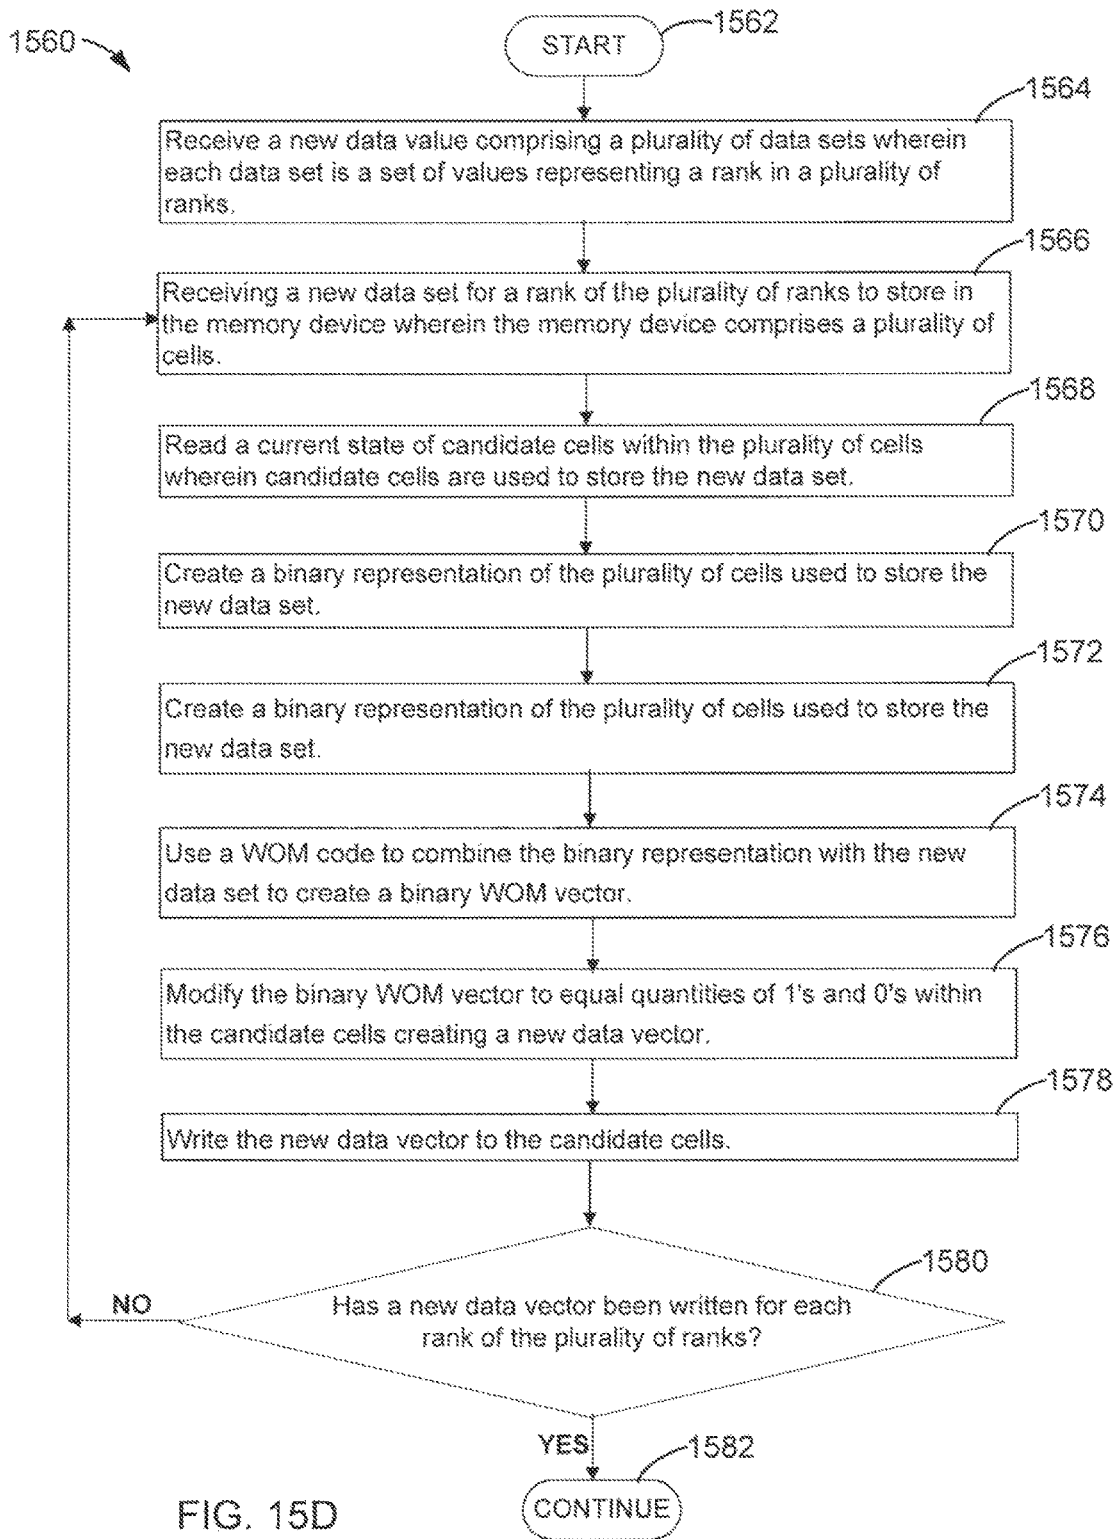 1560
START
1562
1564
Receive a new data value comprising a plurality of data sets wherein
each data set is a set of values representing a rank in a plurality of
ranks.
1566
Receiving a new data set for a rank of the plurality of ranks to store in
the memory device wherein the memory device comprises a plurality of
cells.
1568
Read a current state of candidate cells within the plurality of cells
wherein candidate cells are used to store the new data set.
1570
Create a binary representation of the plurality of cells used to store the
new data set.
1572
Create a binary representation of the plurality of cells used to store the
new data set.
1574
Use a WOM code to combine the binary representation with the new
data set to create a binary WOM vector.
1576
Modify the binary WOM vector to equal quantities of 1's and 0's within
the candidate cells creating a new data vector.
1578
Write the new data vector to the candidate cells.
1580
Has a new data vector been written for each
rank of the plurality of ranks?
NO
YES
1582
CONTINUE
FIG. 15D